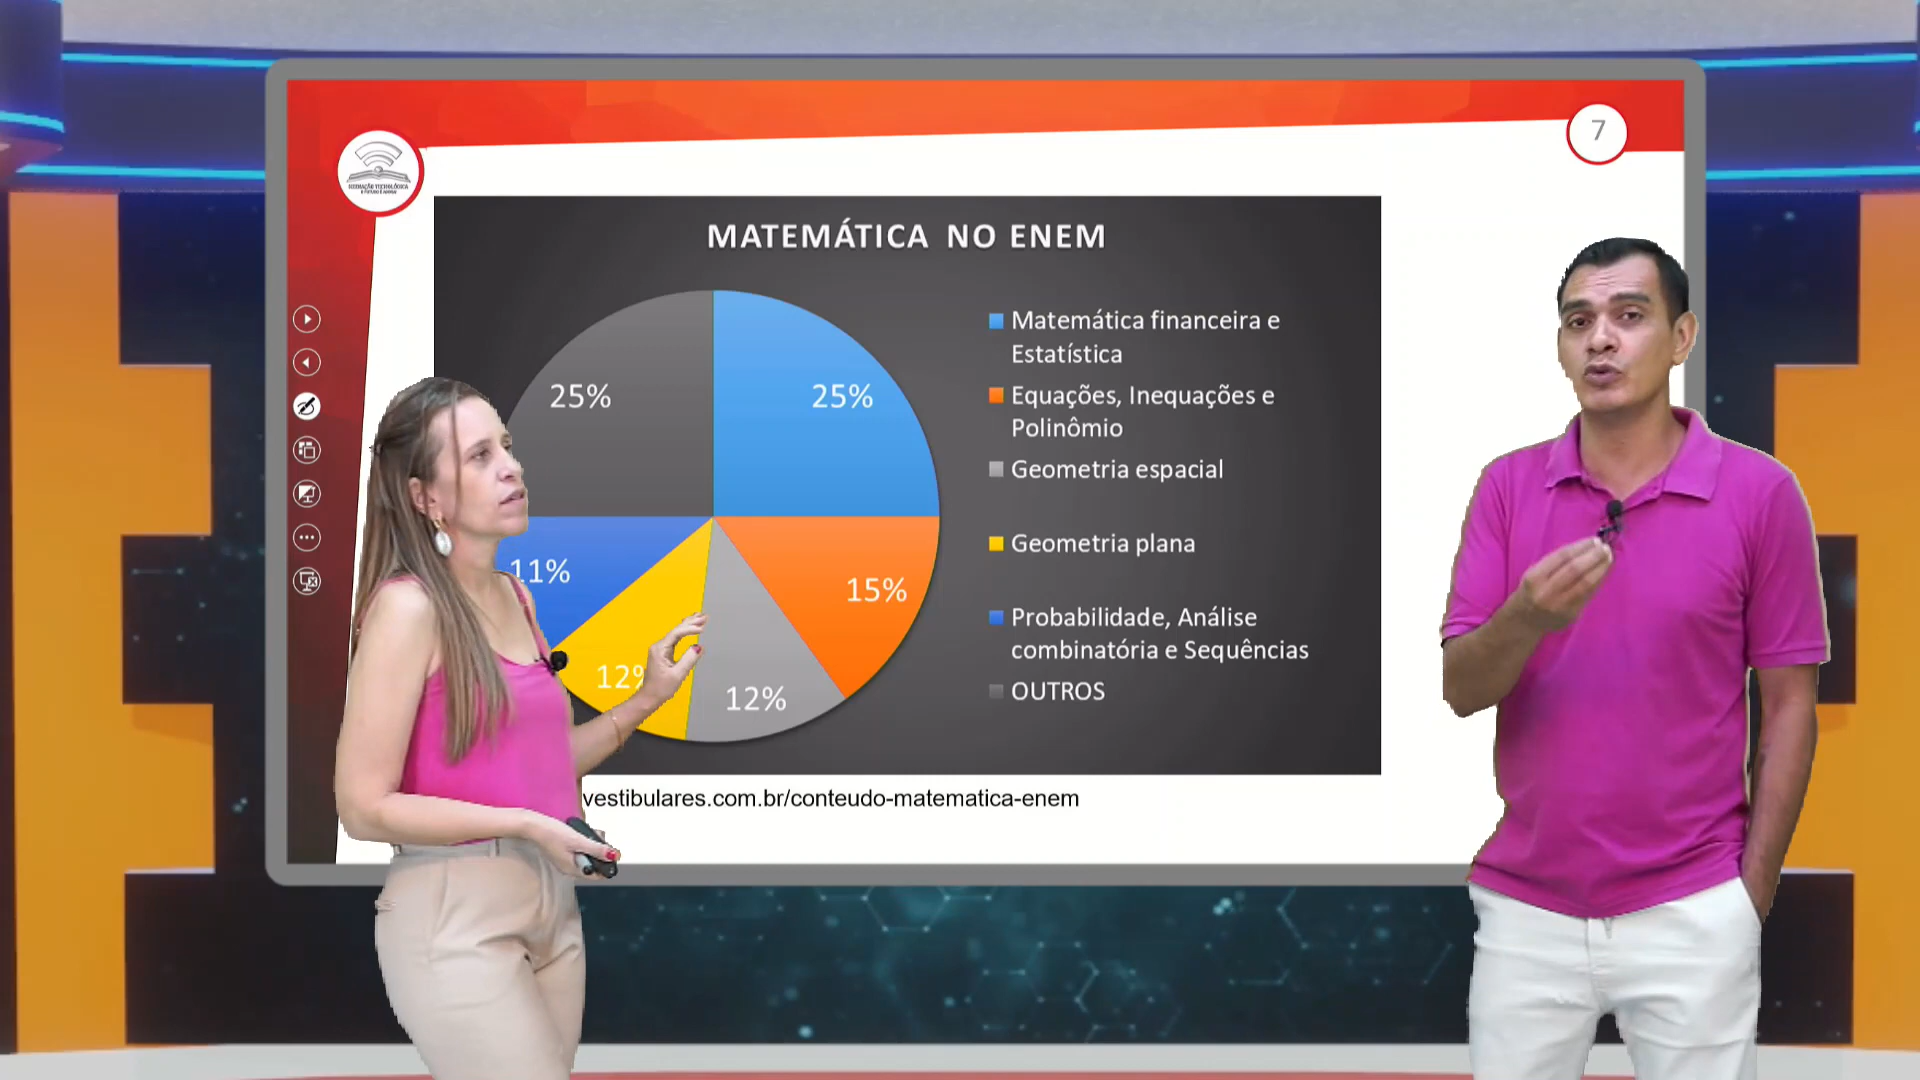 7
MATEMÁTICA NO ENEM
25%
25%
11%
15%
12%
12%
Matemática financeira e
Estatística
Equações, Inequações e
Polinômio
Geometria espacial
Geometria plana
Probabilidade, Análise
combinatória e Sequências
OUTROS
vestibulares.com.br/conteudo-matematica-enem